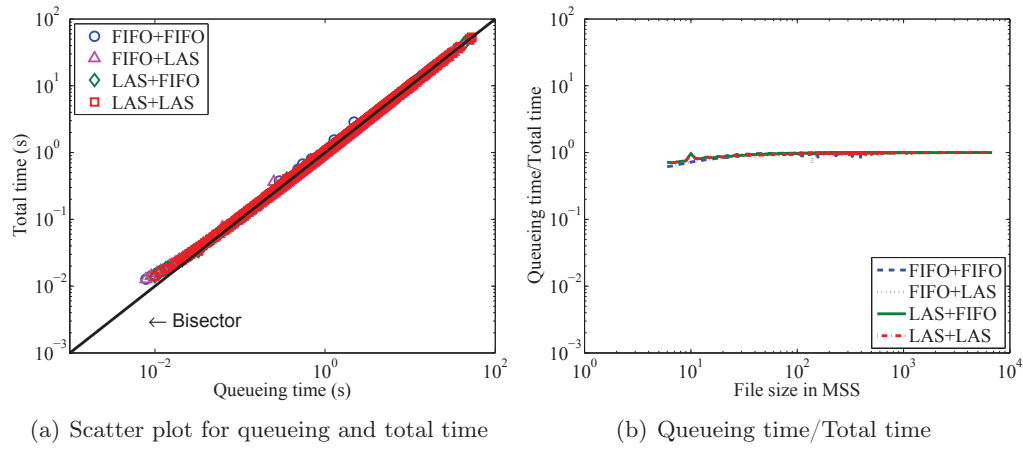 10^2
10^1
10^0
10^-1
10^-2
10^-3
Total time (s)
FIFO+FIFO
FIFO+LAS
LAS+FIFO
LAS+LAS
← Bisector
10^-2
10^0
10^2
Queueing time (s)
(a) Scatter plot for queueing and total time
10^2
10^1
10^0
10^-1
10^-2
10^-3
Queueing time/Total time
FIFO+FIFO
FIFO+LAS
LAS+FIFO
LAS+LAS
10^0
10^1
10^2
10^3
10^4
File size in MSS
(b) Queueing time/Total time